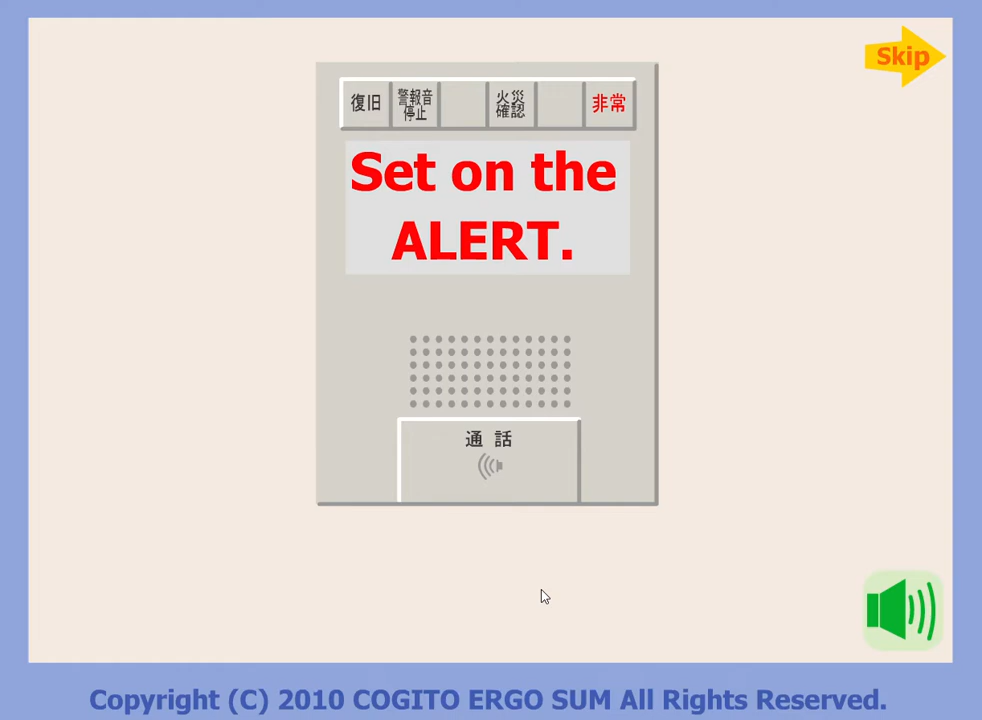 Skip
復旧
警報音
停止
火災
確認
非常
Set on the
ALERT.
通話
Copyright (C) 2010 COGITO ERGO SUM All Rights Reserved.